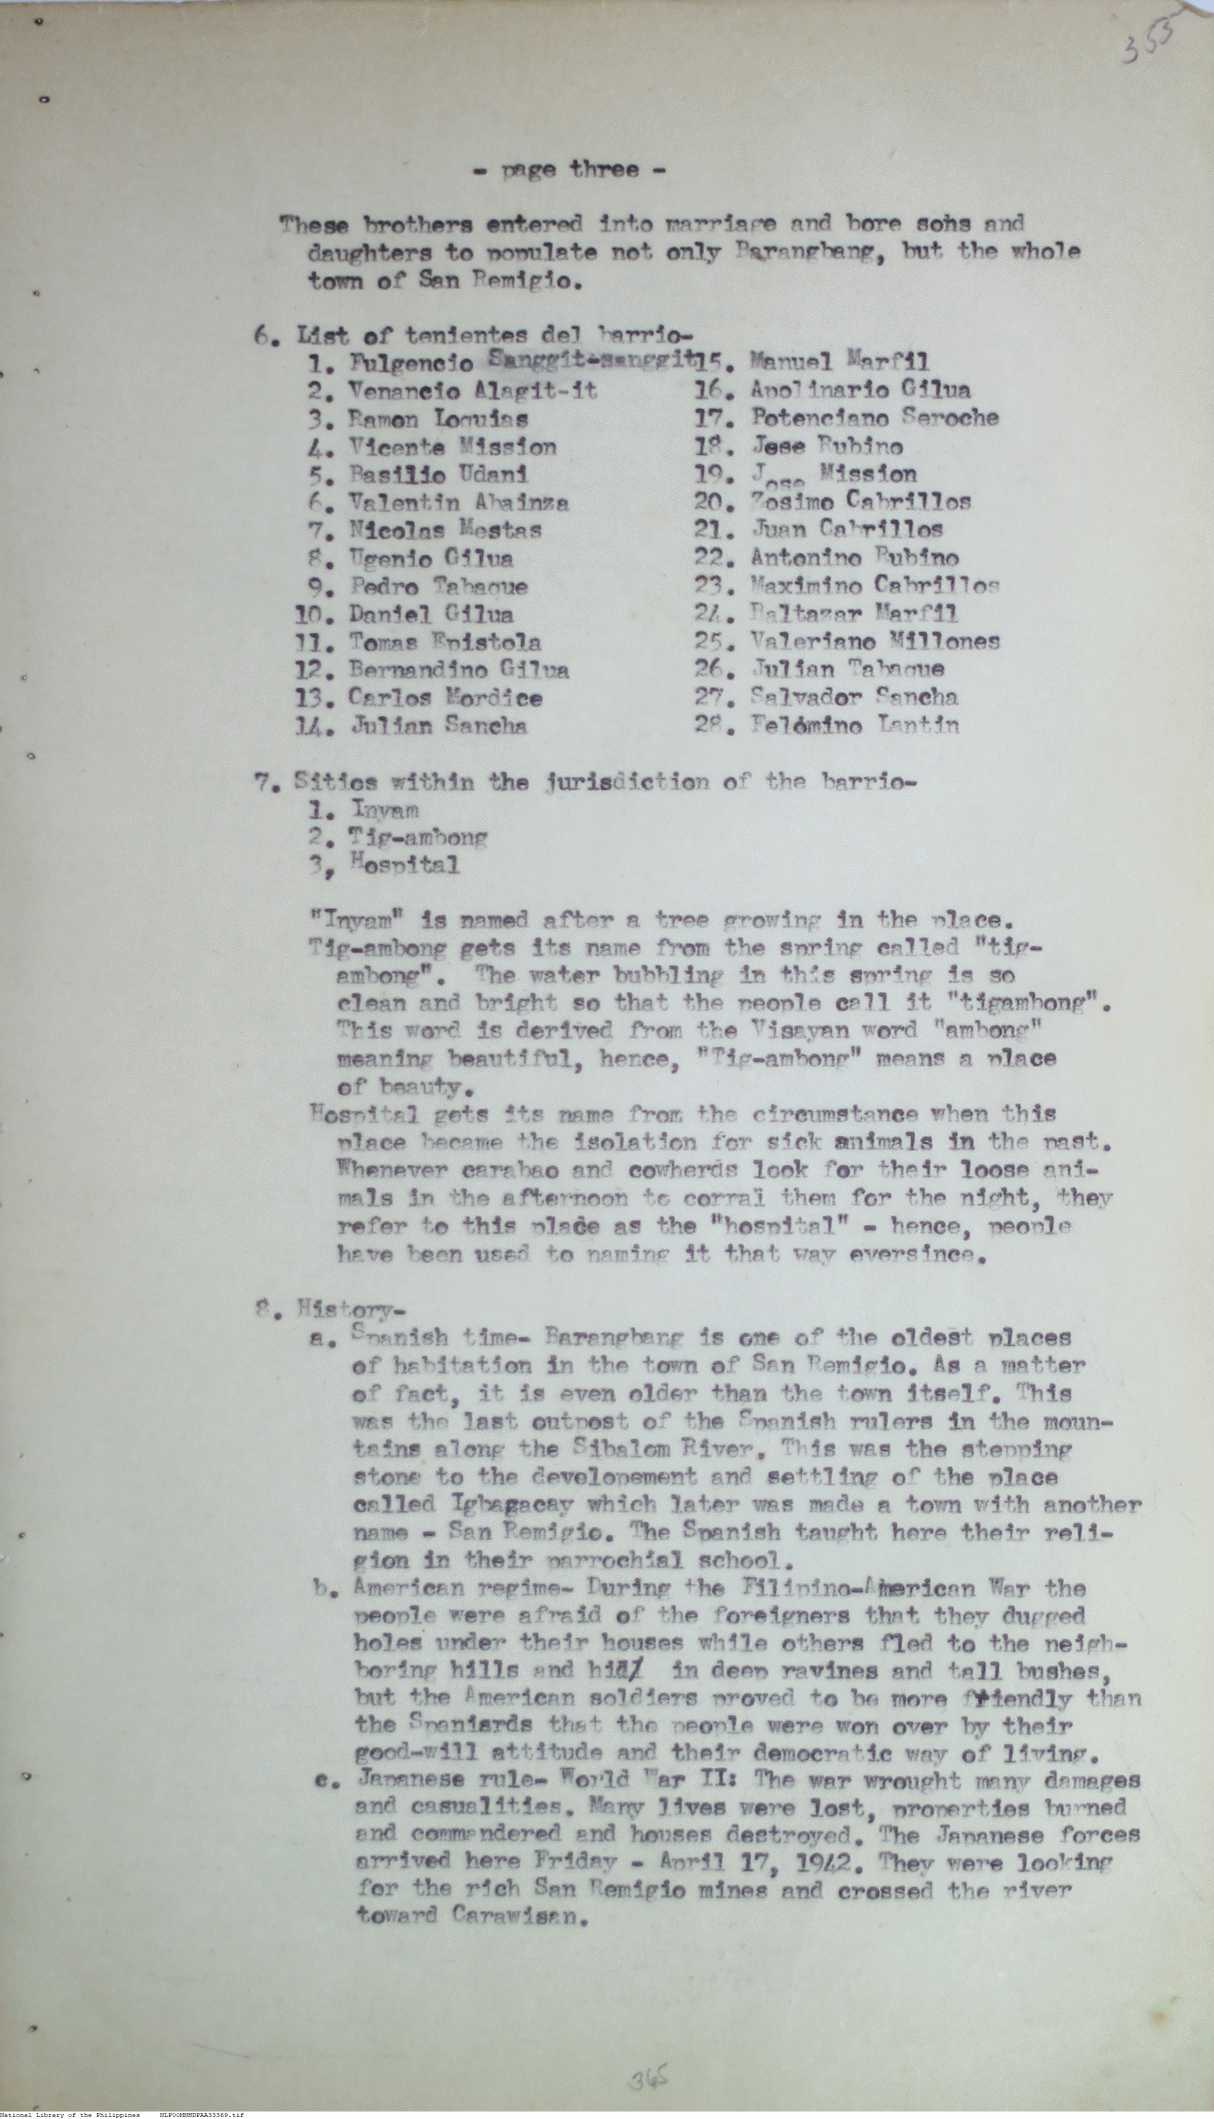 355
- page three -
These brothers entered into marriage and bore sohs and
daughters to populate not only Barangbang, but the whole
town of San Remigio.
6. List of tenientes del barrio-
1. Fulgencio Sanggit-sanggit 15. Manuel Marfil
2. Venancio Alagit-it 16. Apolinario Gilua
3. Ramon Loquias 17. Potenciano Seroche
4. Vicente Mission 18. Jose Rubino
5. Basilio Udani 19. Jose Mission
6. Valentin Abainza 20. Zosimo Cabrillos
7. Nicolas Mestas 21. Juan Cabrillos
8. Ugenio Gilua 22. Antonino Rubino
9. Pedro Tabaque 23. Maximino Cabrillos
10. Daniel Gilua 24. Baltazar Marfil
11. Tomas Epistola 25. Valeriano Millones
12. Bernandino Gilua 26. Julian Tabaque
13. Carlos Mordice 27. Salvador Sancha
14. Julian Sancha 28. Felomino Lantin
7. Sitios within the jurisdiction of the barrio-
1. Inyam
2. Tig-ambong
3, Hospital
"Inyam" is named after a tree growing in the place.
Tig-ambong gets its name from the spring called "tig-
ambong". The water bubbling in this spring is so
clean and bright so that the people call it "tigambong".
This word is derived from the Visayan word "ambong"
meaning beautiful, hence, "Tig-ambong" means a place
of beauty.
Hospital gets its name from the circumstance when this
place became the isolation for sick animals in the past.
Whenever carabao and cowherds look for their loose ani-
mals in the afternoon to corral them for the night, they
refer to this place as the "hospital" - hence, people
have been used to naming it that way eversince.
8. History-
a. Spanish time- Barangbang is one of the oldest places
of habitation in the town of San Remigio. As a matter
of fact, it is even older than the town itself. This
was the last outpost of the Spanish rulers in the moun-
tains along the Sibalom River. This was the stepping
stone to the developement and settling of the place
called Igbagacay which later was made a town with another
name - San Remigio. The Spanish taught here their reli-
gion in their parrochial school.
b. American regime- During the Filipino-American War the
people were afraid of the foreigners that they dugged
holes under their houses while others fled to the neigh-
boring hills and hid in deep ravines and tall bushes,
but the American soldiers proved to be more friendly than
the Spaniards that the people were won over by their
good-will attitude and their democratic way of living.
c. Japanese rule- World War II: The war wrought many damages
and casualities. Many lives were lost, properties burned
and commandered and houses destroyed. The Japanese forces
arrived here Friday - April 17, 1942. They were looking
for the rich San Remigio mines and crossed the river
toward Carawisan.
365
National Library of the Philippines NLPOOMNMDPAA33369.tif